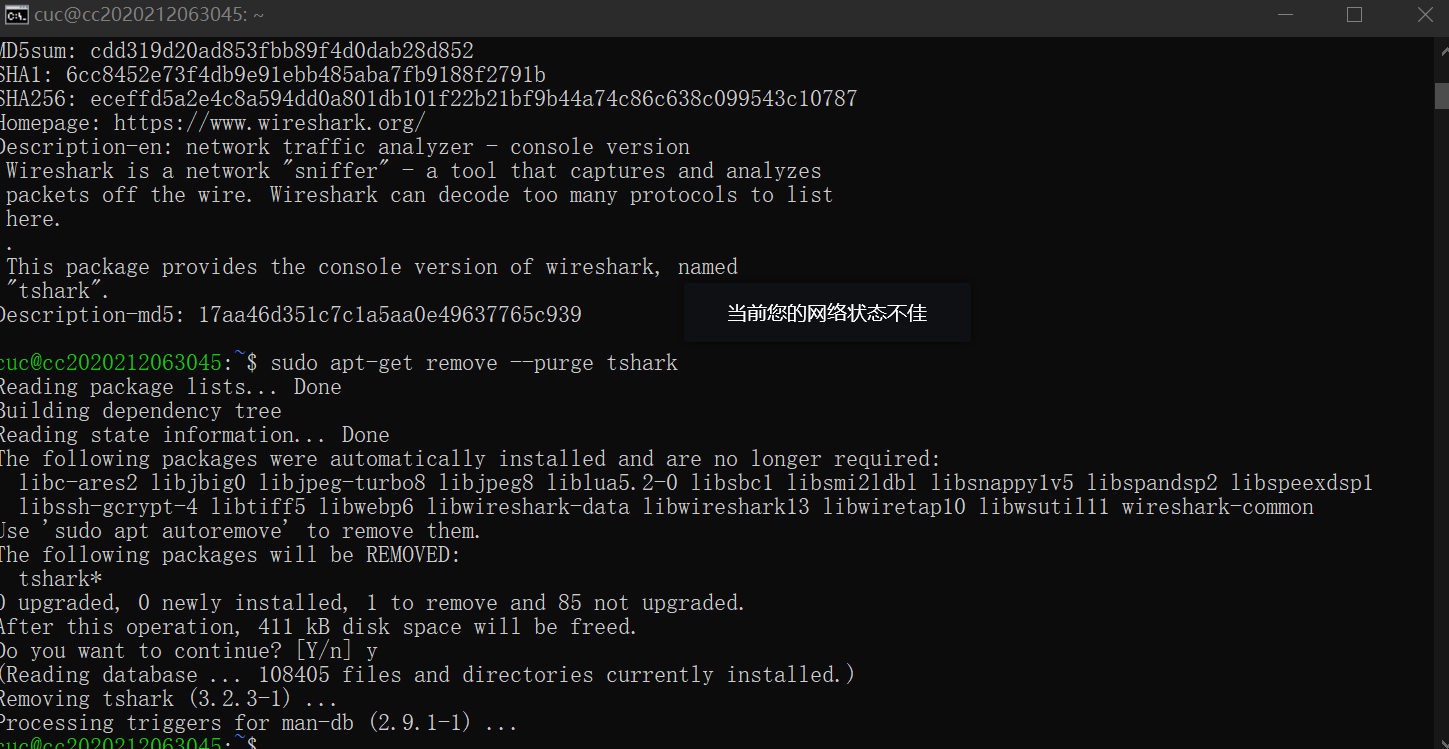 cuc@cc2020212063045: ~
MD5sum: cdd319d20ad853fbb89f4d0dab28d852
SHA1: 6cc8452e73f4db9e91ebb485aba7fb9188f2791b
SHA256: eceffd5a2e4c8a594dd0a801db101f22b21bf9b44a74c86c638c099543c10787
Homepage: https://www.wireshark.org/
Description-en: network traffic analyzer - console version
Wireshark is a network "sniffer" - a tool that captures and analyzes
packets off the wire. Wireshark can decode too many protocols to list
here.
.
This package provides the console version of wireshark, named
"tshark".
当前您的网络状态不佳
Description-md5: 17aa46d351c7c1a5aa0e49637765c939
cuc@cc2020212063045:~$ sudo apt-get remove --purge tshark
Reading package lists... Done
Building dependency tree
Reading state information... Done
The following packages were automatically installed and are no longer required:
libc-ares2 libjbig0 libjpeg-turbo8 libjpeg8 liblua5.2-0 libsbc1 libsmi2ldbl libsnappy1v5 libspandsp2 libspeexdsp1
libssh-gcrypt-4 libtiff5 libwebp6 libwireshark-data libwireshark13 libwiretap10 libwsutil11 wireshark-common
Use 'sudo apt autoremove' to remove them.
The following packages will be REMOVED:
tshark*
0 upgraded, 0 newly installed, 1 to remove and 85 not upgraded.
After this operation, 411 kB disk space will be freed.
Do you want to continue? [Y/n] y
(Reading database ... 108405 files and directories currently installed.)
Removing tshark (3.2.3-1) ...
Processing triggers for man-db (2.9.1-1) ...
cuc@cc2020212063045:~$